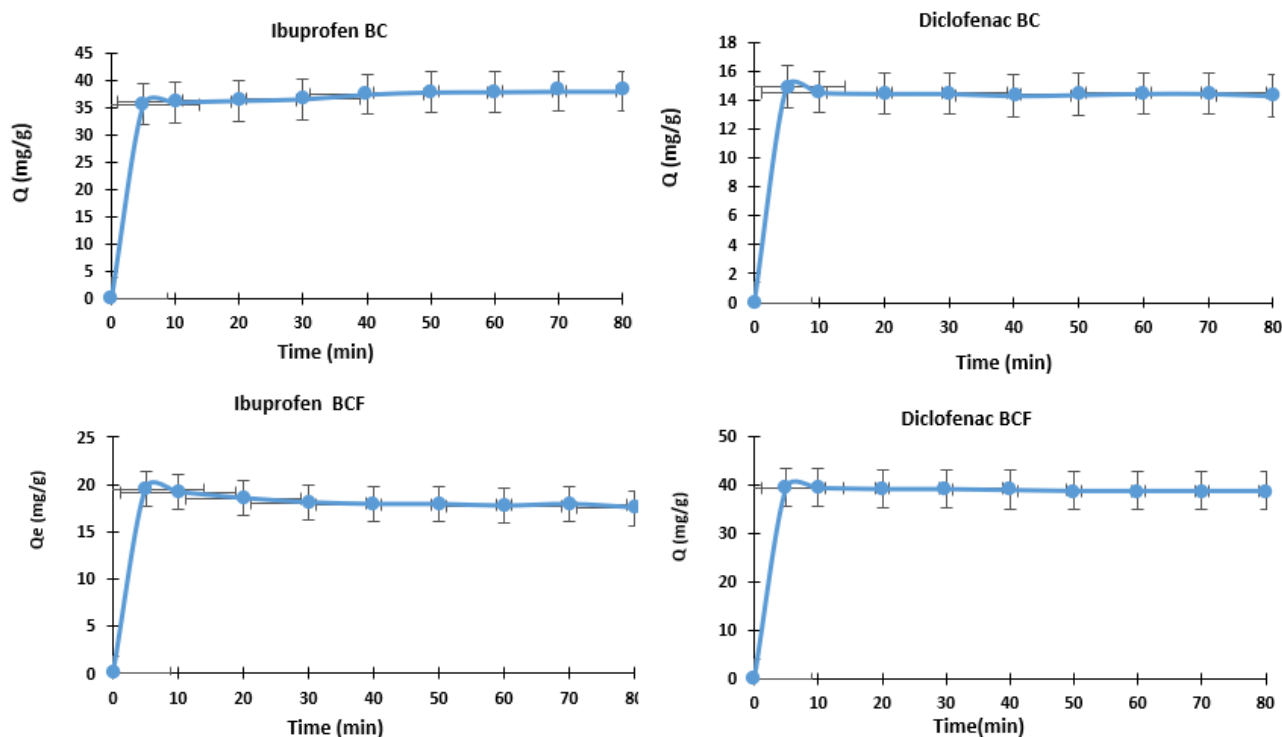 Ibuprofen BC
45
40
35
30
25
20
15
10
5
0
Q (mg/g)
0 10 20 30 40 50 60 70 80
Time (min)
Diclofenac BC
18
16
14
12
10
8
6
4
2
0
Q (mg/g)
0 10 20 30 40 50 60 70 80
Time (min)
Ibuprofen BCF
25
20
15
10
5
0
Qe (mg/g)
0 10 20 30 40 50 60 70 80
Time (min)
Diclofenac BCF
50
40
30
20
10
0
Q (mg/g)
0 10 20 30 40 50 60 70 80
Time(min)